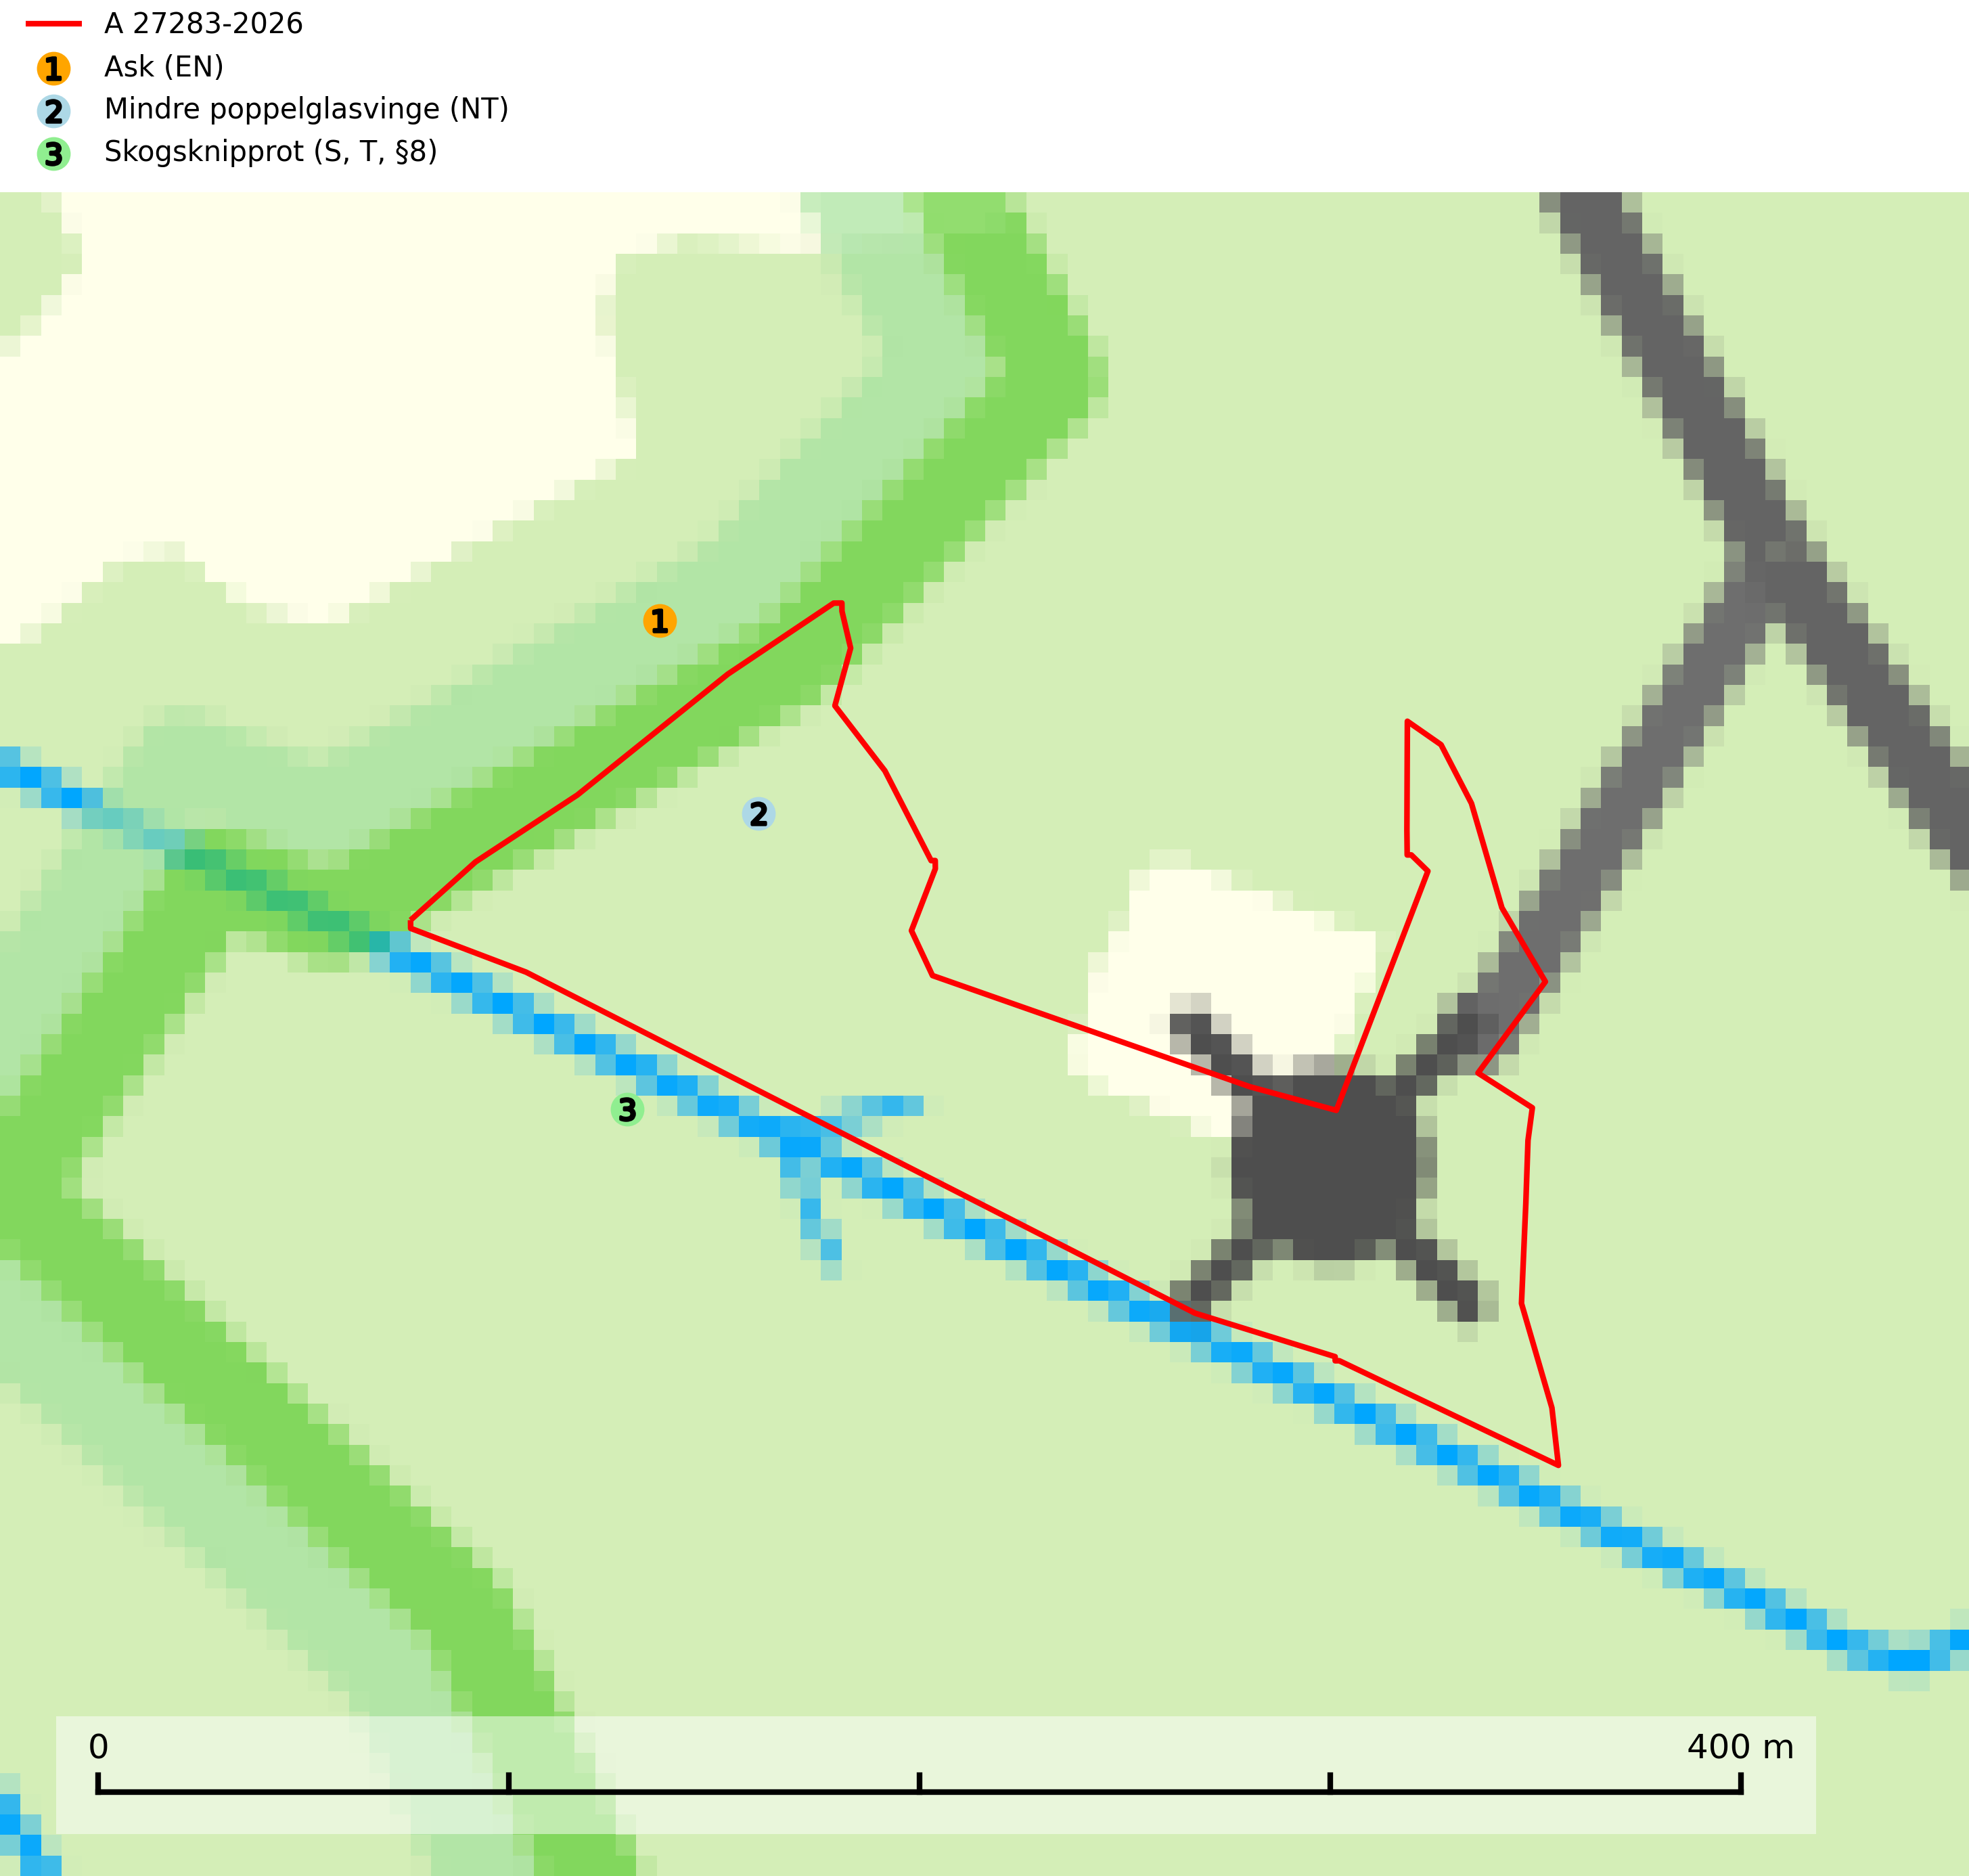 A 27283-2026
1 Ask (EN)
2 Mindre poppelglasvinge (NT)
3 Skogsknipprot (S, T, §8)
1
2
3
0 400 m